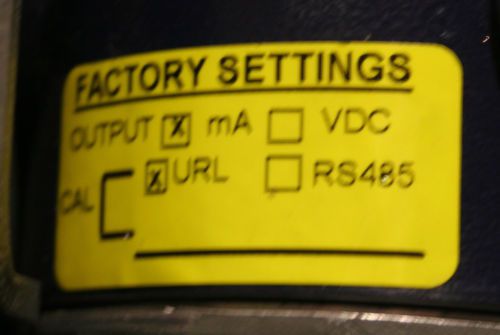 FACTORY SETTINGS
OUTPUT X mA VDC
CAL X URL RS485